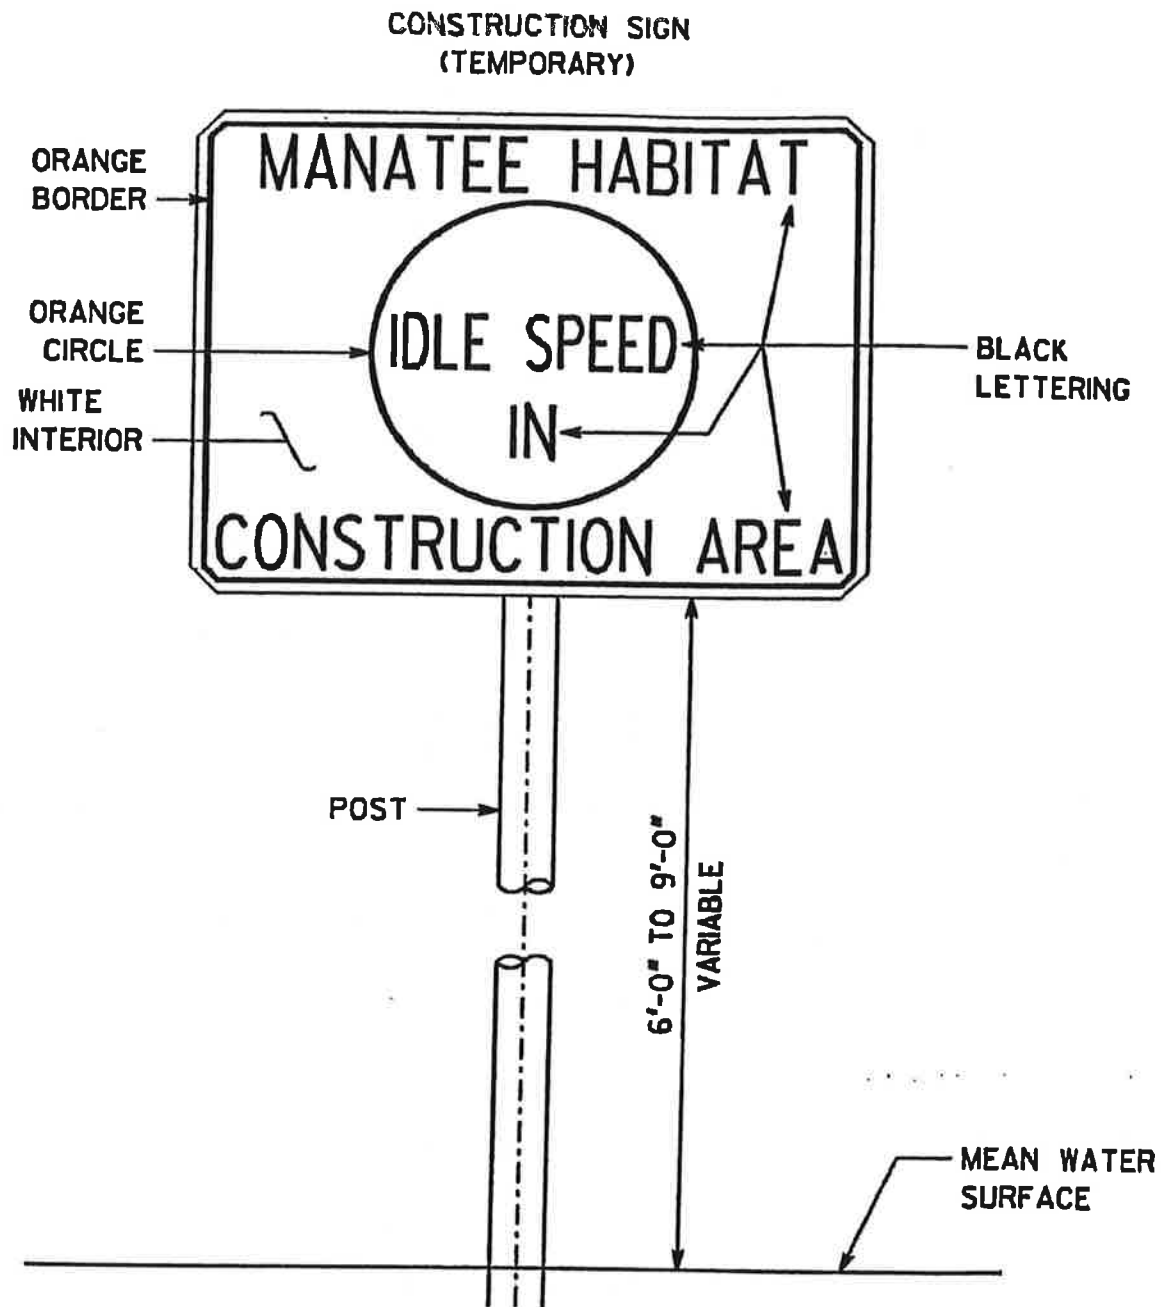 CONSTRUCTION SIGN
(TEMPORARY)
MANATEE HABITAT
ORANGE
BORDER
ORANGE
CIRCLE
IDLE SPEED
IN
BLACK
LETTERING
WHITE
INTERIOR
CONSTRUCTION AREA
POST
6'-0" TO 9'-0"
VARIABLE
MEAN WATER
SURFACE